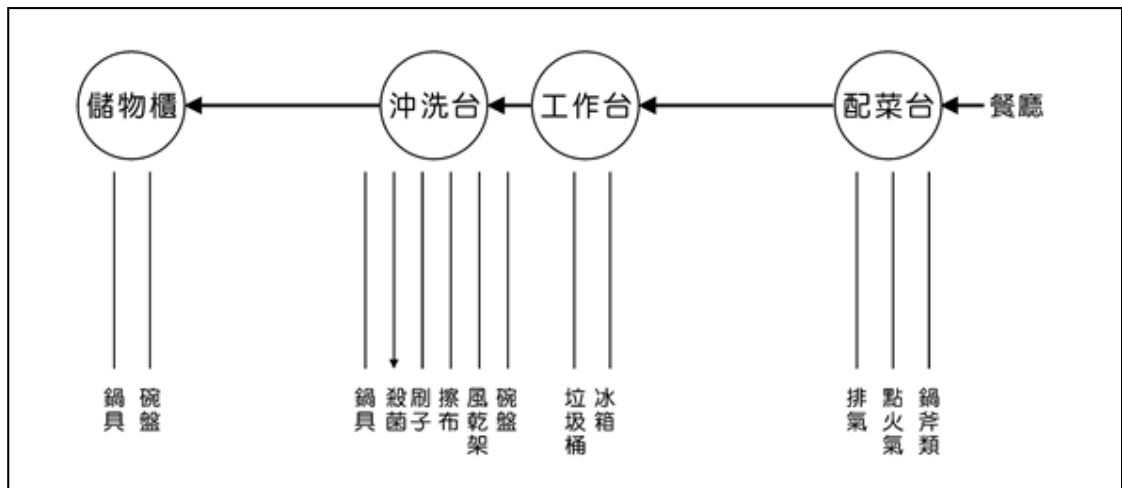 儲物櫃
沖洗台
工作台
配菜台
餐廳
鍋具
碗盤
鍋具
殺菌
刷子
擦布
風乾架
碗盤
垃圾桶
冰箱
排氣
點火氣
鍋斧類